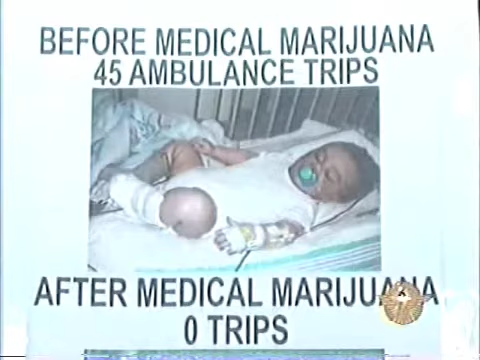 BEFORE MEDICAL MARIJUANA
45 AMBULANCE TRIPS
AFTER MEDICAL MARIJUANA
0 TRIPS